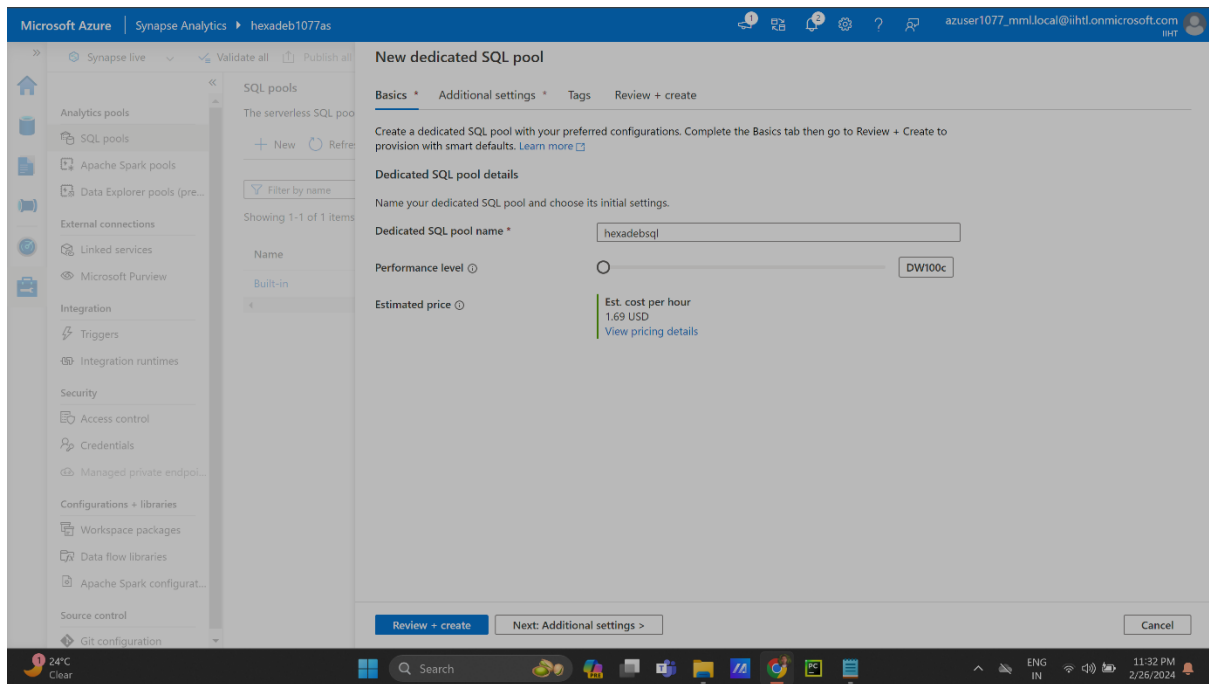 Microsoft Azure | Synapse Analytics ▸ hexadeb1077as
1
2
azuser1077_mml.local@iihtl.onmicrosoft.com
IIHT
Synapse live
Validate all
Publish all
Analytics pools
SQL pools
Apache Spark pools
Data Explorer pools (pre...
External connections
Linked services
Microsoft Purview
Integration
Triggers
Integration runtimes
Security
Access control
Credentials
Managed private endpoi...
Configurations + libraries
Workspace packages
Data flow libraries
Apache Spark configurat...
Source control
Git configuration
SQL pools
The serverless SQL poo
New
Refre
Filter by name
Showing 1-1 of 1 items
Name
Built-in
New dedicated SQL pool
Basics * Additional settings * Tags Review + create
Create a dedicated SQL pool with your preferred configurations. Complete the Basics tab then go to Review + Create to
provision with smart defaults. Learn more
Dedicated SQL pool details
Name your dedicated SQL pool and choose its initial settings.
Dedicated SQL pool name * hexadebsql
Performance level DW100c
Estimated price
Est. cost per hour
1.69 USD
View pricing details
Review + create
Next: Additional settings >
Cancel
1
24°C
Clear
Search
PRE
PC
ENG
IN
11:32 PM
2/26/2024